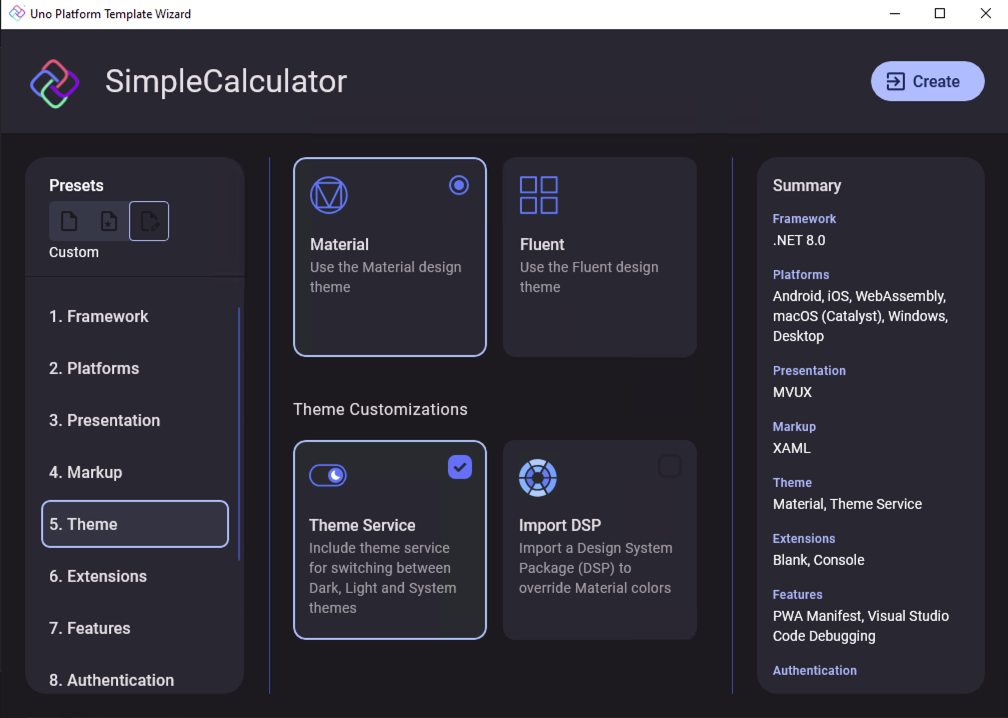 Uno Platform Template Wizard
SimpleCalculator
Create
Presets
Custom
1. Framework
2. Platforms
3. Presentation
4. Markup
5. Theme
6. Extensions
7. Features
8. Authentication
Material
Use the Material design
theme
Fluent
Use the Fluent design
theme
Theme Customizations
Theme Service
Include theme service
for switching between
Dark, Light and System
themes
Import DSP
Import a Design System
Package (DSP) to
override Material colors
Summary
Framework
.NET 8.0
Platforms
Android, iOS, WebAssembly,
macOS (Catalyst), Windows,
Desktop
Presentation
MVUX
Markup
XAML
Theme
Material, Theme Service
Extensions
Blank, Console
Features
PWA Manifest, Visual Studio
Code Debugging
Authentication